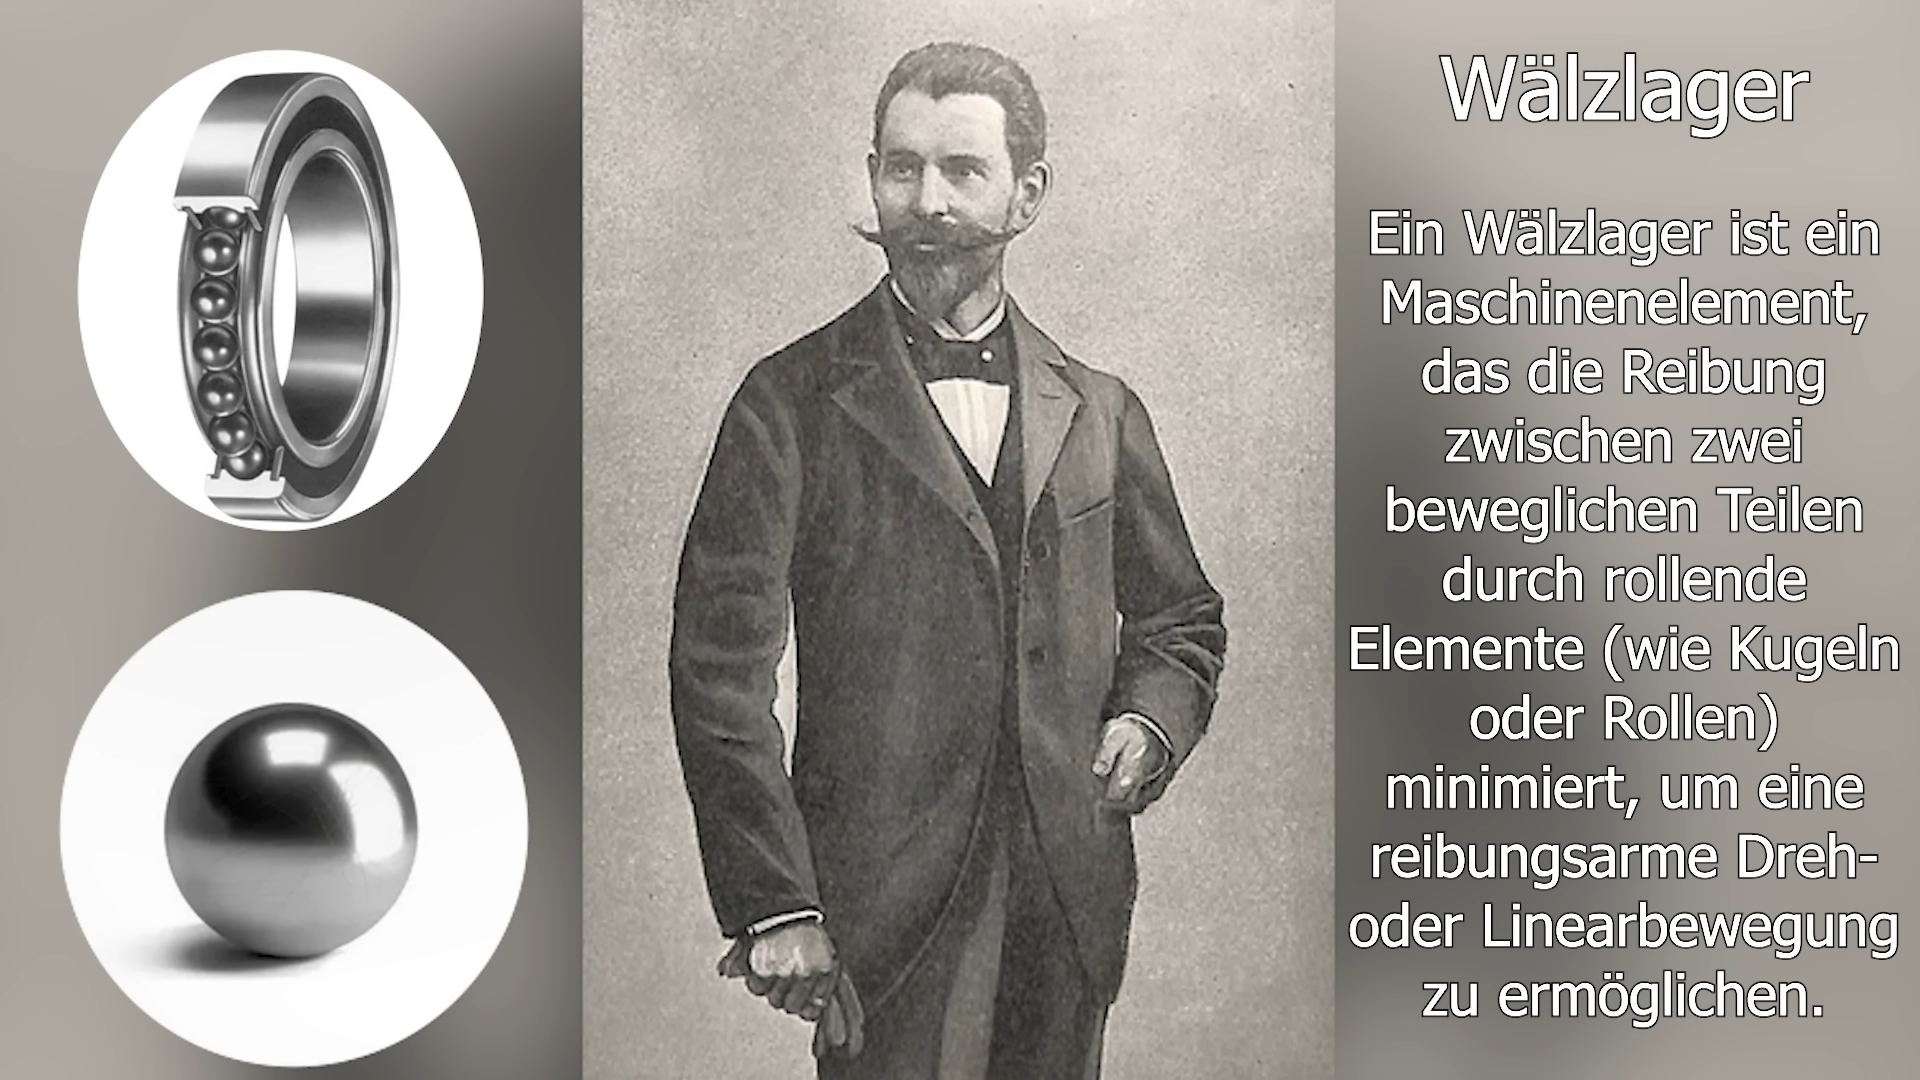 Wälzlager
Ein Wälzlager ist ein
Maschinenelement,
das die Reibung
zwischen zwei
beweglichen Teilen
durch rollende
Elemente (wie Kugeln
oder Rollen)
minimiert, um eine
reibungsarme Dreh-
oder Linearbewegung
zu ermöglichen.